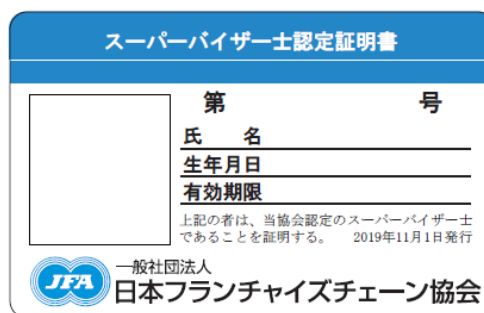 スーパーバイザー士認定証明書
第 号
氏 名
生年月日
有効期限
上記の者は、当協会認定のスーパーバイザー士
であることを証明する。 2019年11月1日発行
JFA
一般社団法人
日本フランチャイズチェーン協会